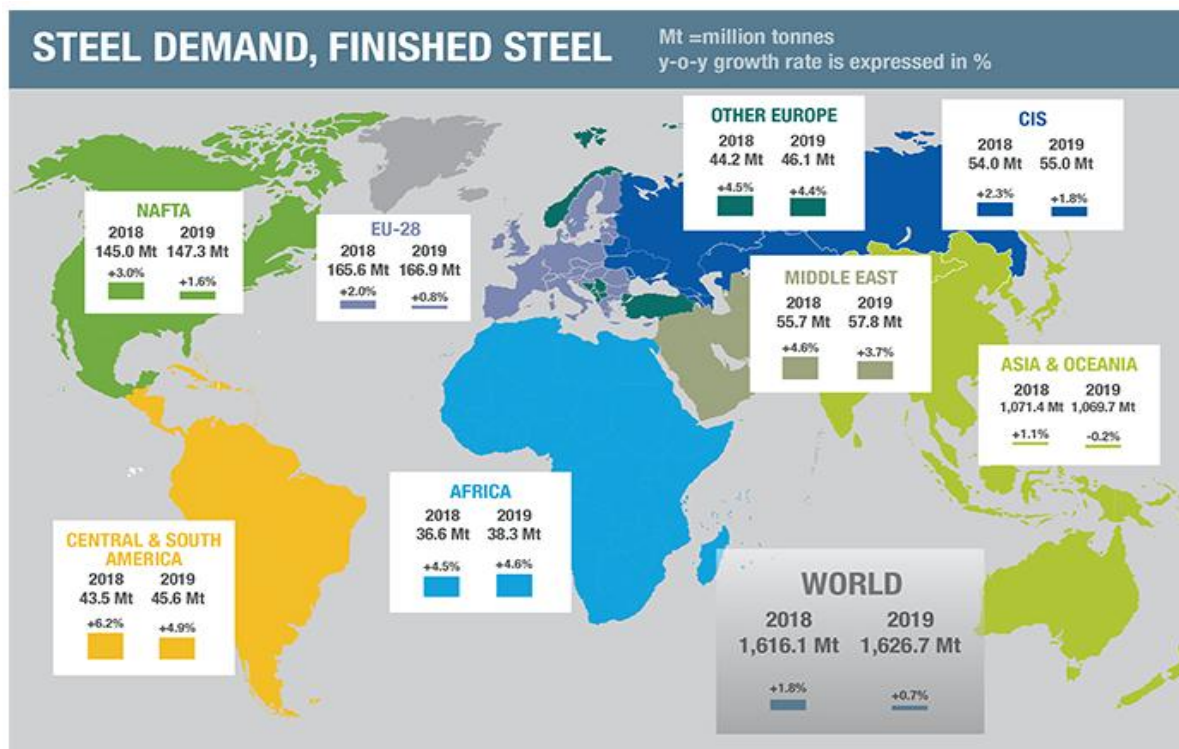 STEEL DEMAND, FINISHED STEEL
Mt =million tonnes
y-o-y growth rate is expressed in %
OTHER EUROPE
2018 2019
44.2 Mt 46.1 Mt
+4.5% +4.4%
CIS
2018 2019
54.0 Mt 55.0 Mt
+2.3% +1.8%
NAFTA
2018 2019
145.0 Mt 147.3 Mt
+3.0% +1.6%
EU-28
2018 2019
165.6 Mt 166.9 Mt
+2.0% +0.8%
MIDDLE EAST
2018 2019
55.7 Mt 57.8 Mt
+4.6% +3.7%
ASIA & OCEANIA
2018 2019
1,071.4 Mt 1,069.7 Mt
+1.1% -0.2%
AFRICA
2018 2019
36.6 Mt 38.3 Mt
+4.5% +4.6%
CENTRAL & SOUTH
AMERICA
2018 2019
43.5 Mt 45.6 Mt
+6.2% +4.9%
WORLD
2018 2019
1,616.1 Mt 1,626.7 Mt
+1.8% +0.7%